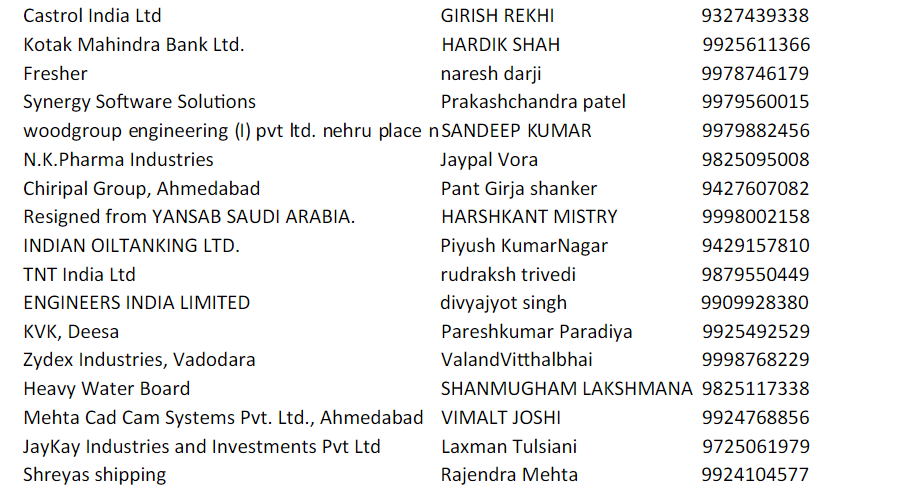 Castrol India Ltd GIRISH REKHI 9327439338
Kotak Mahindra Bank Ltd. HARDIK SHAH 9925611366
Fresher naresh darji 9978746179
Synergy Software Solutions Prakashchandra patel 9979560015
woodgroup engineering (I) pvt ltd. nehru place n SANDEEP KUMAR 9979882456
N.K.Pharma Industries Jaypal Vora 9825095008
Chiripal Group, Ahmedabad Pant Girja shanker 9427607082
Resigned from YANSAB SAUDI ARABIA. HARSHKANT MISTRY 9998002158
INDIAN OILTANKING LTD. Piyush KumarNagar 9429157810
TNT India Ltd rudraksh trivedi 9879550449
ENGINEERS INDIA LIMITED divyajyot singh 9909928380
KVK, Deesa Pareshkumar Paradiya 9925492529
Zydex Industries, Vadodara ValandVitthalbhai 9998768229
Heavy Water Board SHANMUGHAM LAKSHMANA 9825117338
Mehta Cad Cam Systems Pvt. Ltd., Ahmedabad VIMALT JOSHI 9924768856
JayKay Industries and Investments Pvt Ltd Laxman Tulsiani 9725061979
Shreyas shipping Rajendra Mehta 9924104577